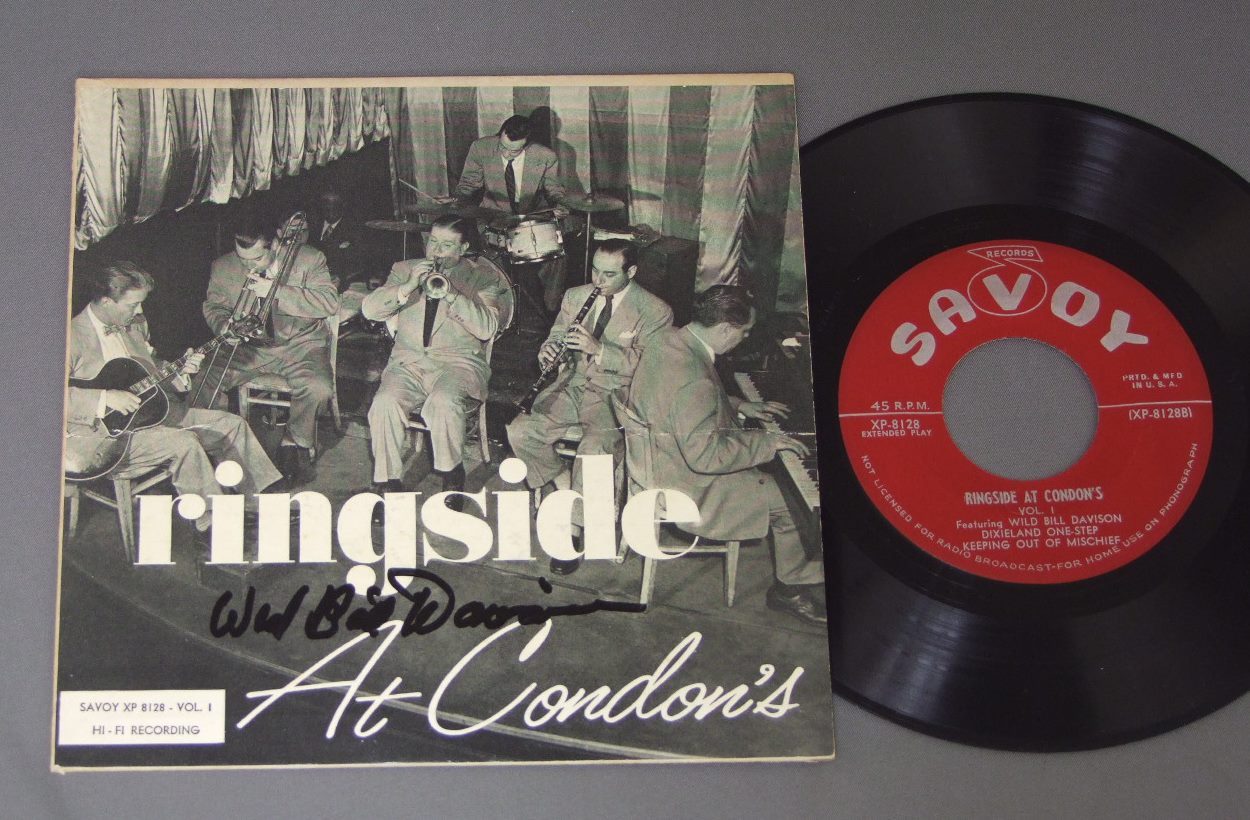 ringside
Wild Bill Davison
At Condon's
SAVOY XP 8128 - VOL. I
HI-FI RECORDING
RECORDS
SAVOY
PRTD. & MFD
IN U.S.A.
45 R.P.M.
XP-8128
EXTENDED PLAY
(XP-8128B)
RINGSIDE AT CONDON'S
VOL. I
Featuring WILD BILL DAVISON
DIXIELAND ONE-STEP
KEEPING OUT OF MISCHIEF
NOT LICENSED FOR RADIO BROADCAST-FOR HOME USE ON PHONOGRAPH